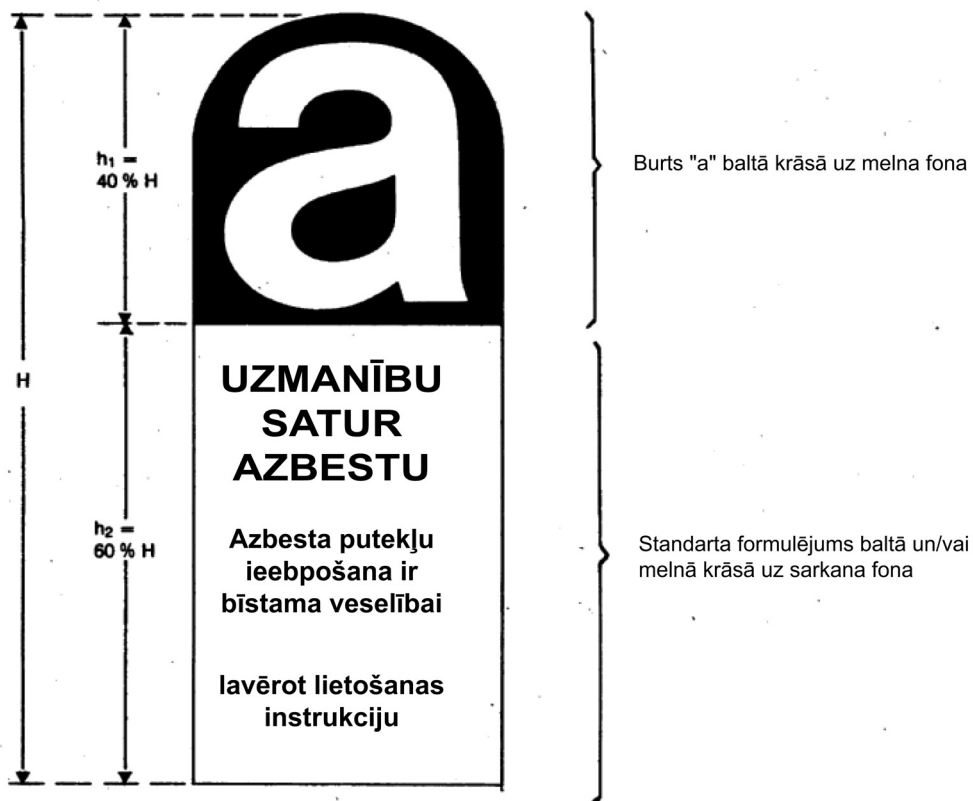 a
h₁ =
40 % H
Burts "a" baltā krāsā uz melna fona
H
UZMANĪBU
SATUR
AZBESTU
h₂ =
60 % H
Azbesta putekļu
ieebpošana ir
bīstama veselībai
Standarta formulējums baltā un/vai
melnā krāsā uz sarkana fona
Iavērot lietošanas
instrukciju